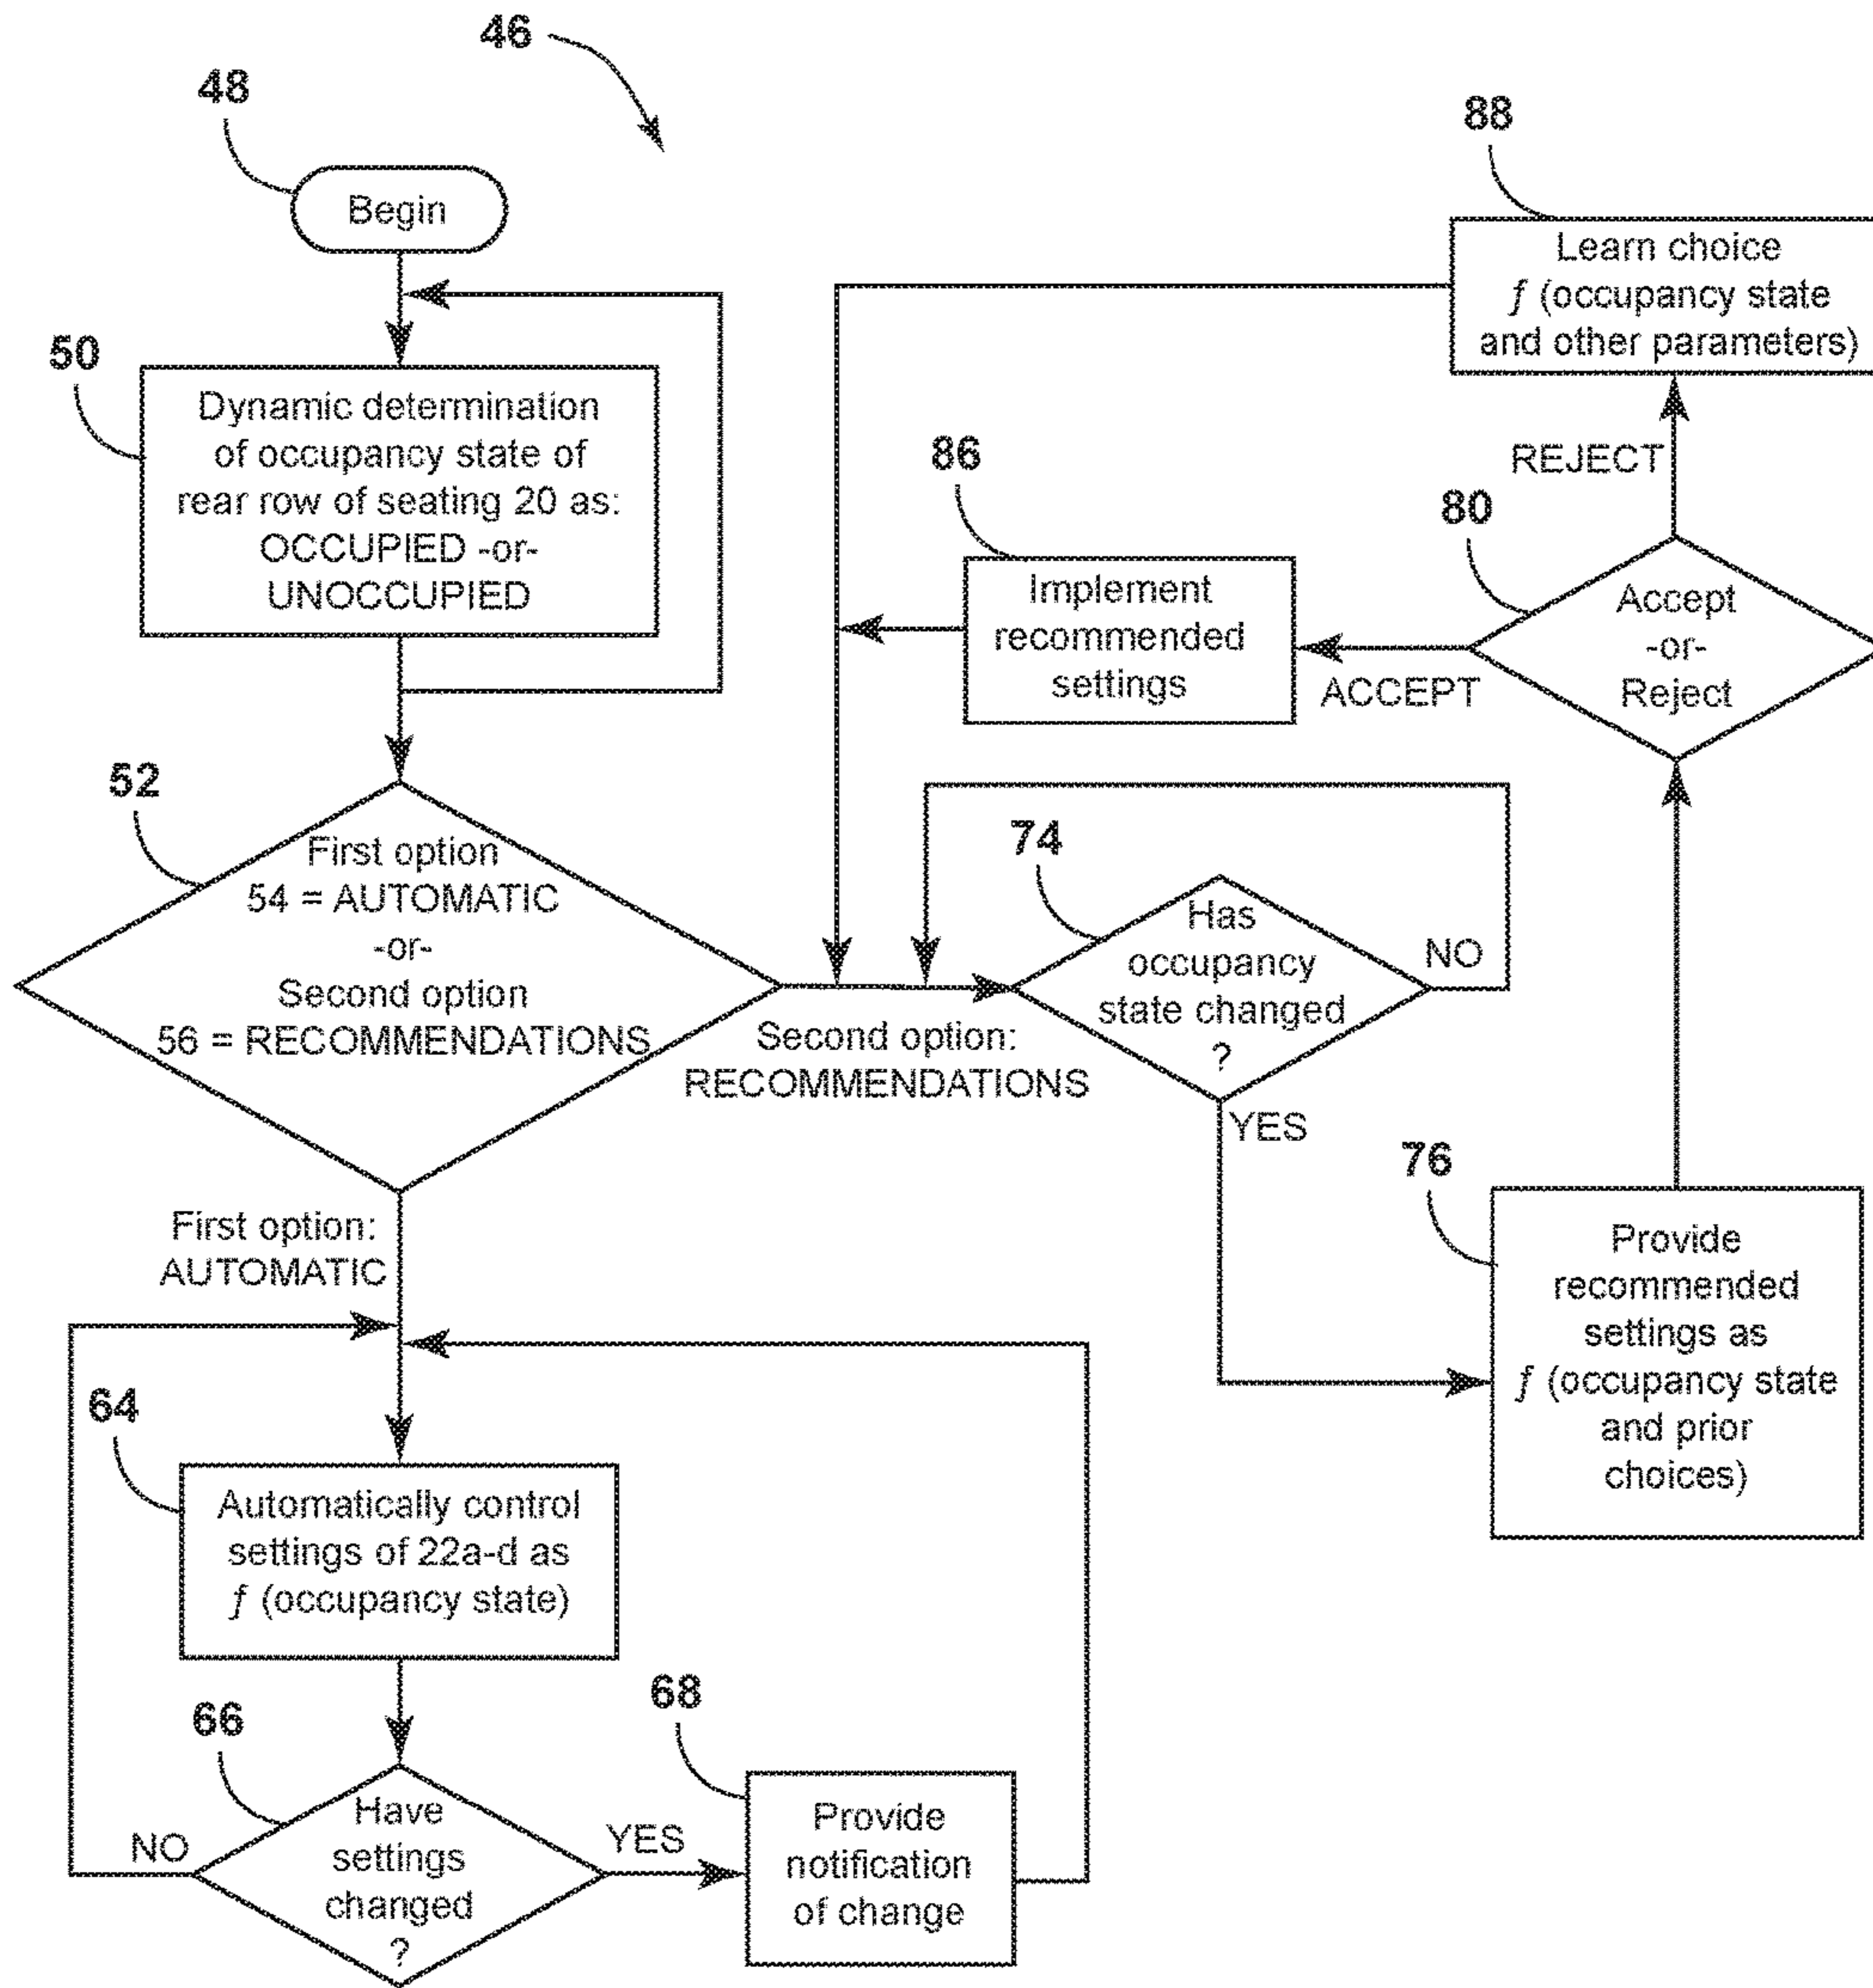 46
48
Begin
50
Dynamic determination
of occupancy state of
rear row of seating 20 as:
OCCUPIED -or-
UNOCCUPIED
52
First option
54 = AUTOMATIC
-or-
Second option
56 = RECOMMENDATIONS
First option:
AUTOMATIC
Second option:
RECOMMENDATIONS
64
Automatically control
settings of 22a-d as
ƒ (occupancy state)
66
Have
settings
changed
?
NO
YES
68
Provide
notification
of change
74
Has
occupancy
state changed
?
NO
YES
76
Provide
recommended
settings as
ƒ (occupancy state
and prior
choices)
80
Accept
-or-
Reject
ACCEPT
REJECT
86
Implement
recommended
settings
88
Learn choice
ƒ (occupancy state
and other parameters)